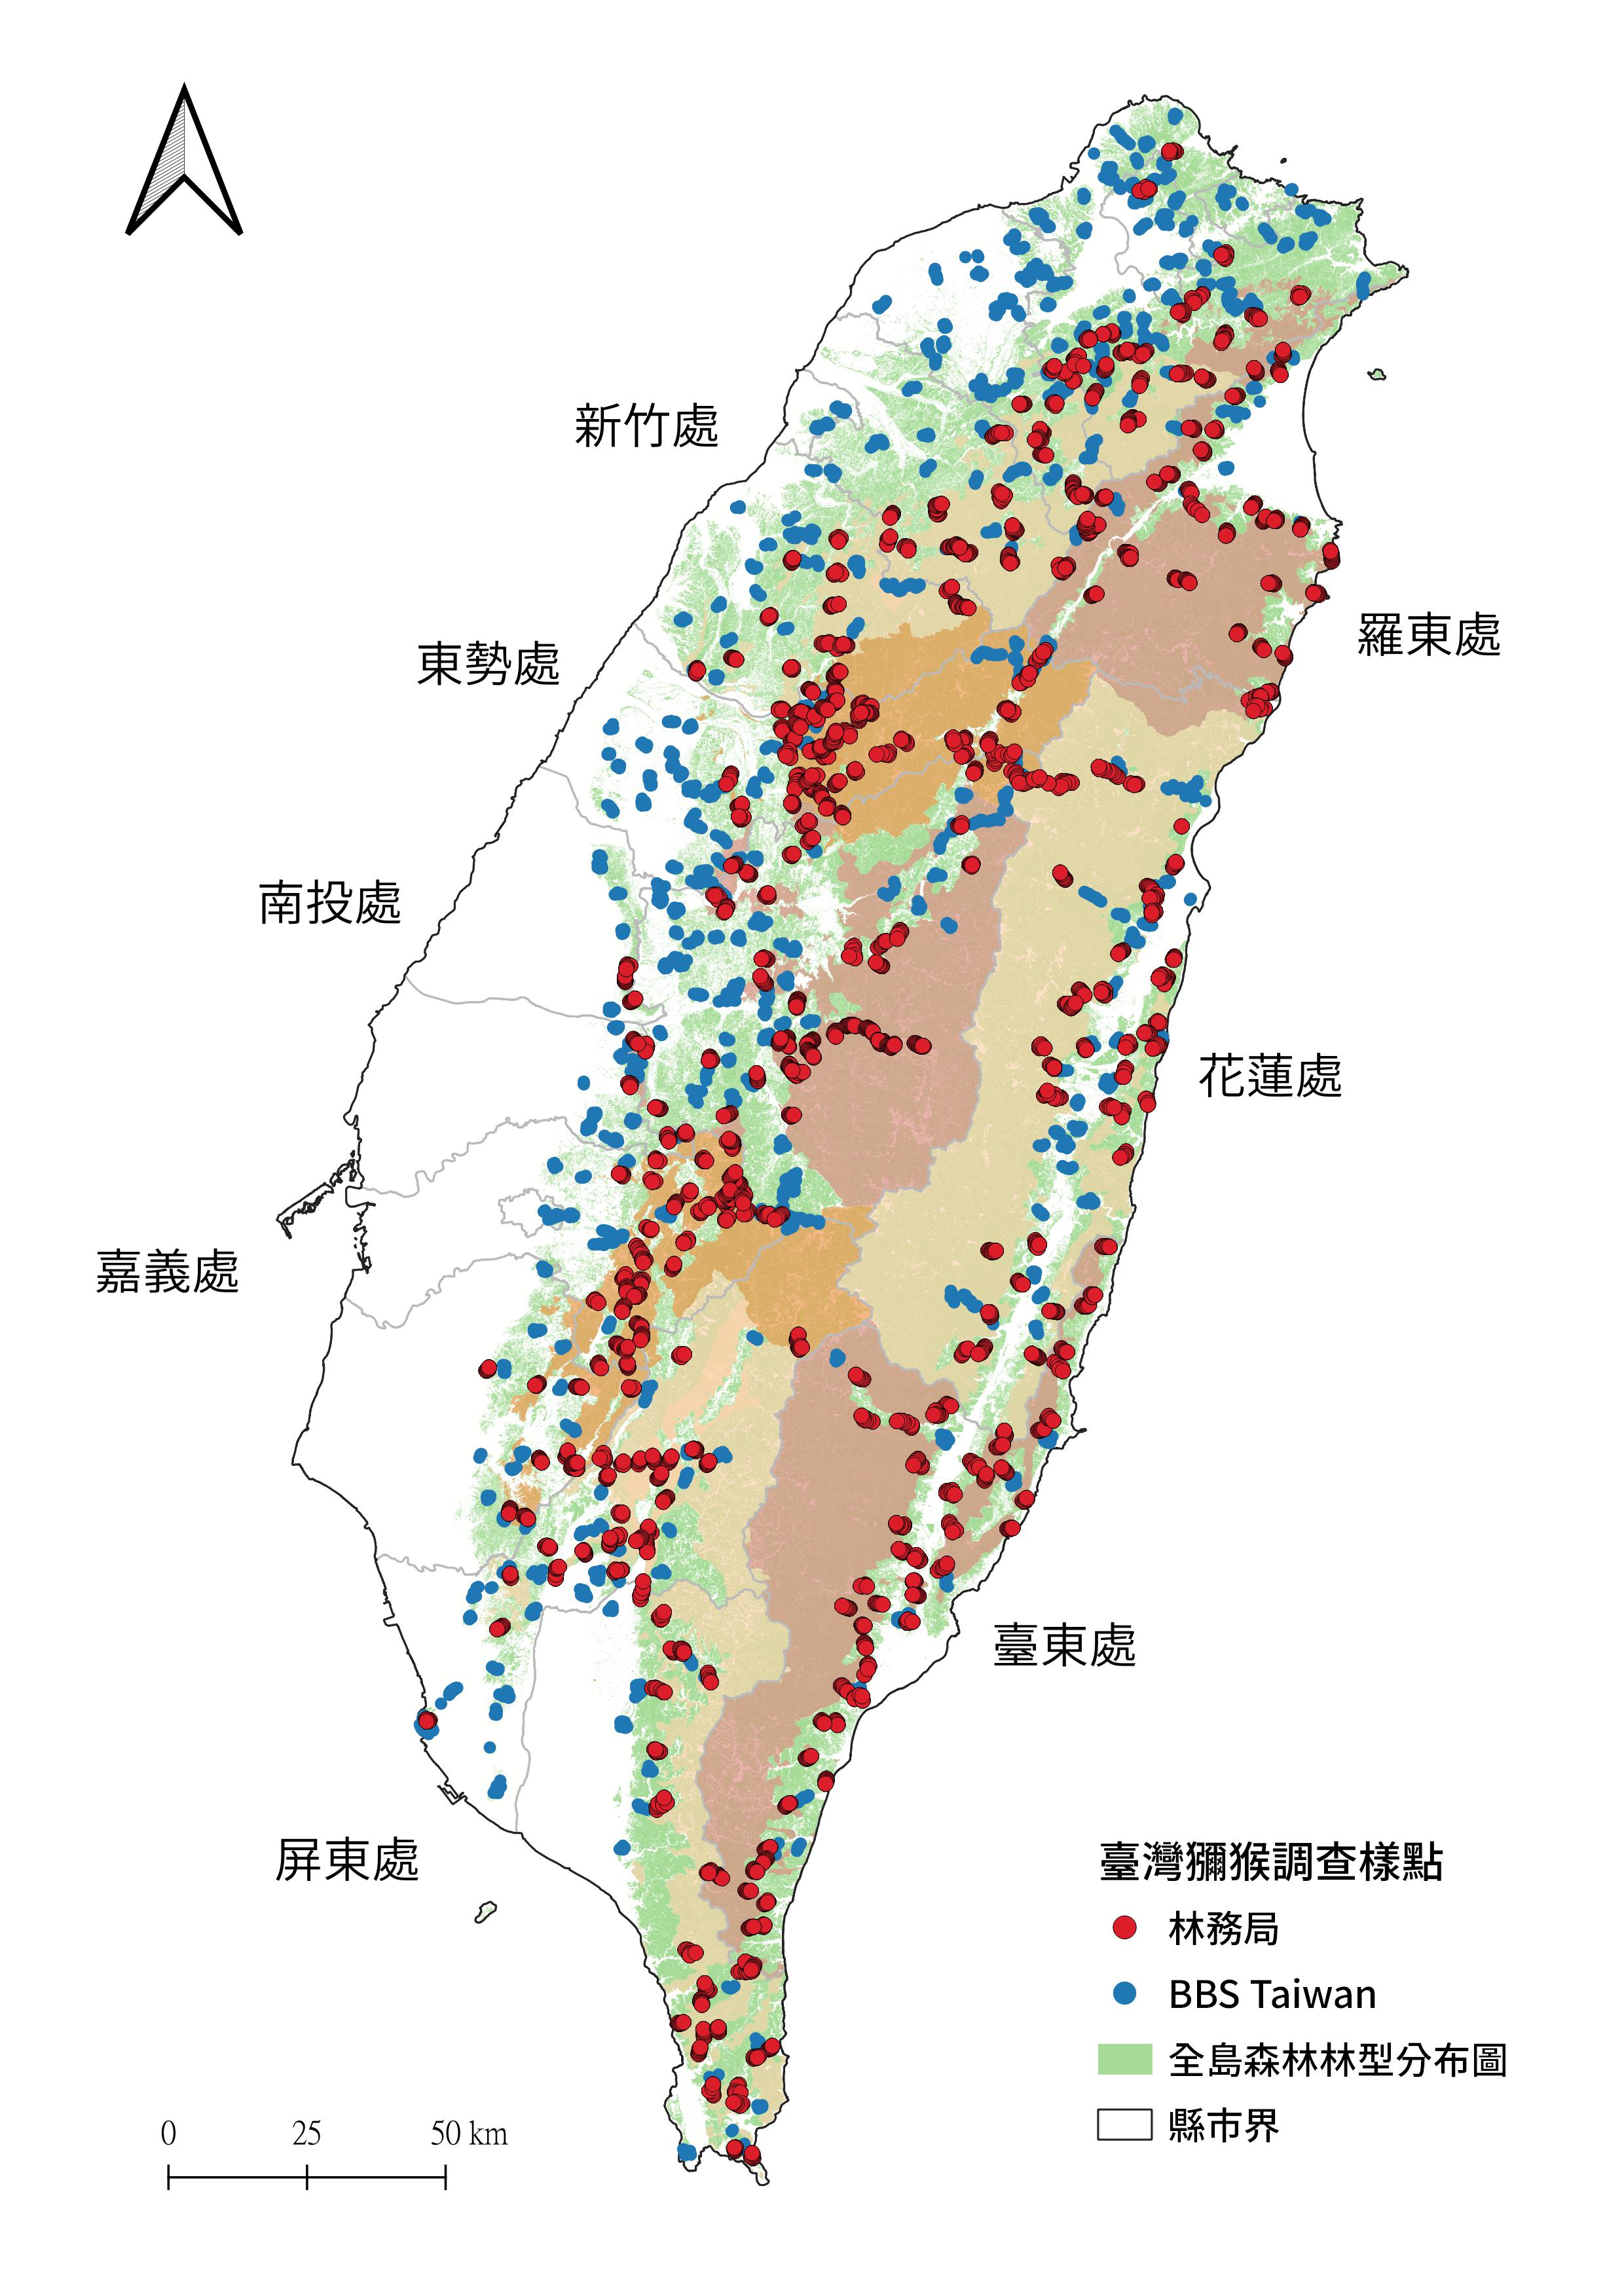 新竹處
東勢處
羅東處
南投處
花蓮處
嘉義處
臺東處
屏東處
臺灣獼猴調查樣點
林務局
BBS Taiwan
全島森林林型分布圖
縣市界
0 25 50 km